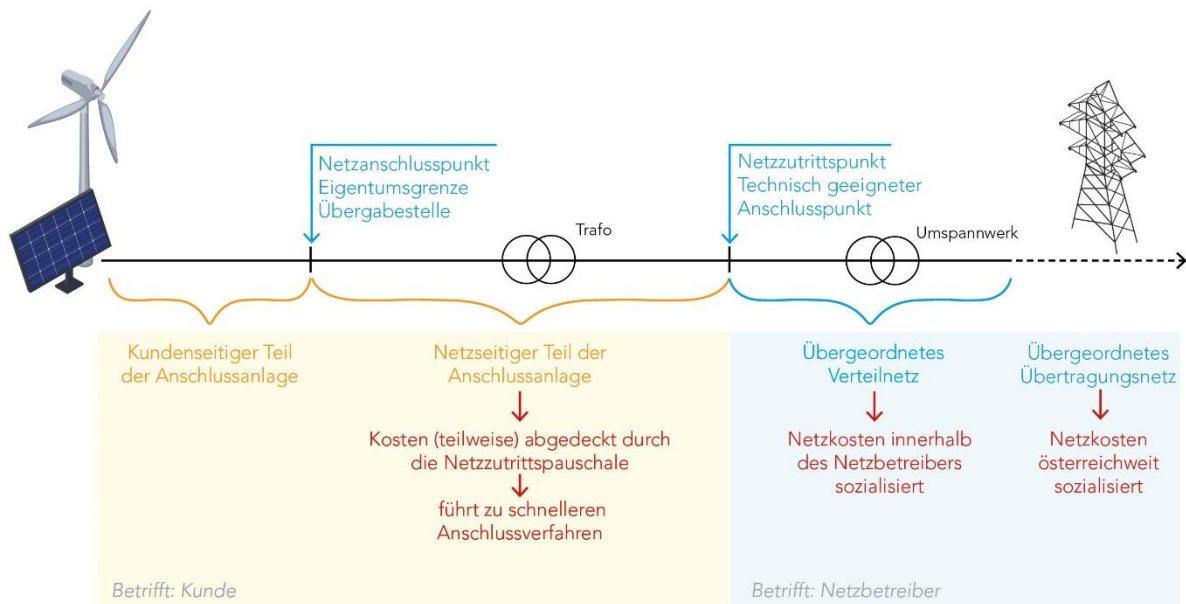 Netzanschlusspunkt
Eigentumsgrenze
Übergabestelle
Trafo
Netzzutrittspunkt
Technisch geeigneter
Anschlusspunkt
Umspannwerk
Kundenseitiger Teil
der Anschlussanlage
Netzseitiger Teil der
Anschlussanlage
Kosten (teilweise) abgedeckt durch
die Netzzutrittspauschale
führt zu schnelleren
Anschlussverfahren
Übergeordnetes
Verteilnetz
Netzkosten innerhalb
des Netzbetreibers
sozialisiert
Übergeordnetes
Übertragungsnetz
Netzkosten
österreichweit
sozialisiert
Betrifft: Kunde
Betrifft: Netzbetreiber